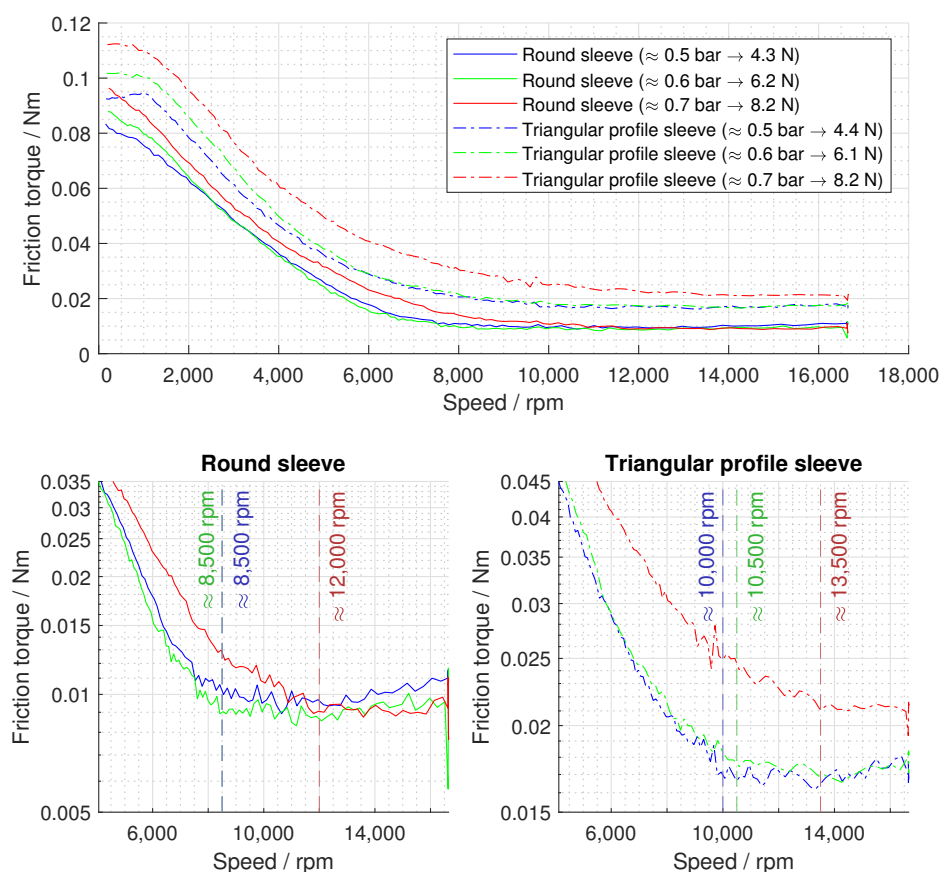 0.12
0.1
0.08
0.06
0.04
0.02
0
Friction torque / Nm
Round sleeve (≈ 0.5 bar → 4.3 N)
Round sleeve (≈ 0.6 bar → 6.2 N)
Round sleeve (≈ 0.7 bar → 8.2 N)
Triangular profile sleeve (≈ 0.5 bar → 4.4 N)
Triangular profile sleeve (≈ 0.6 bar → 6.1 N)
Triangular profile sleeve (≈ 0.7 bar → 8.2 N)
0 2,000 4,000 6,000 8,000 10,000 12,000 14,000 16,000 18,000
Speed / rpm
Round sleeve
0.035
0.03
0.025
0.02
0.015
0.01
0.005
Friction torque / Nm
≈ 8,500 rpm
≈ 8,500 rpm
≈ 12,000 rpm
6,000 10,000 14,000
Speed / rpm
Triangular profile sleeve
0.045
0.04
0.03
0.025
0.02
0.015
Friction torque / Nm
≈ 10,000 rpm
≈ 10,500 rpm
≈ 13,500 rpm
6,000 10,000 14,000
Speed / rpm